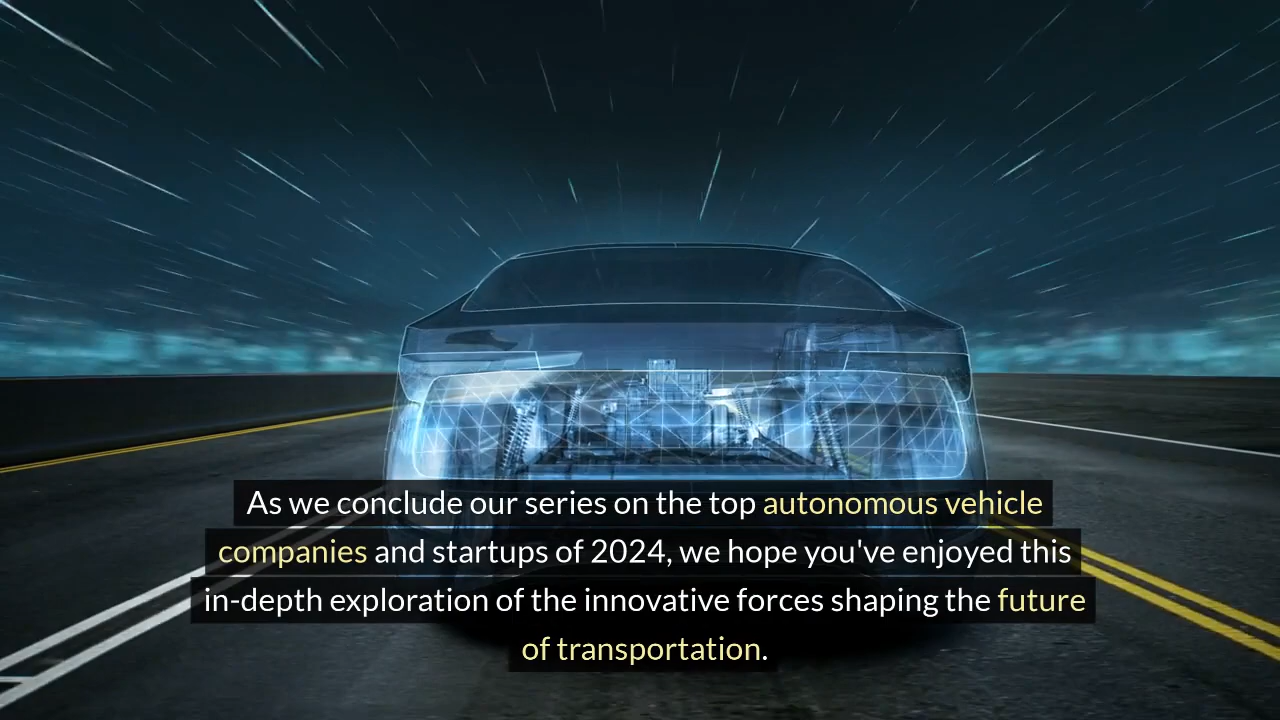 As we conclude our series on the top autonomous vehicle
companies and startups of 2024, we hope you've enjoyed this
in-depth exploration of the innovative forces shaping the future
of transportation.